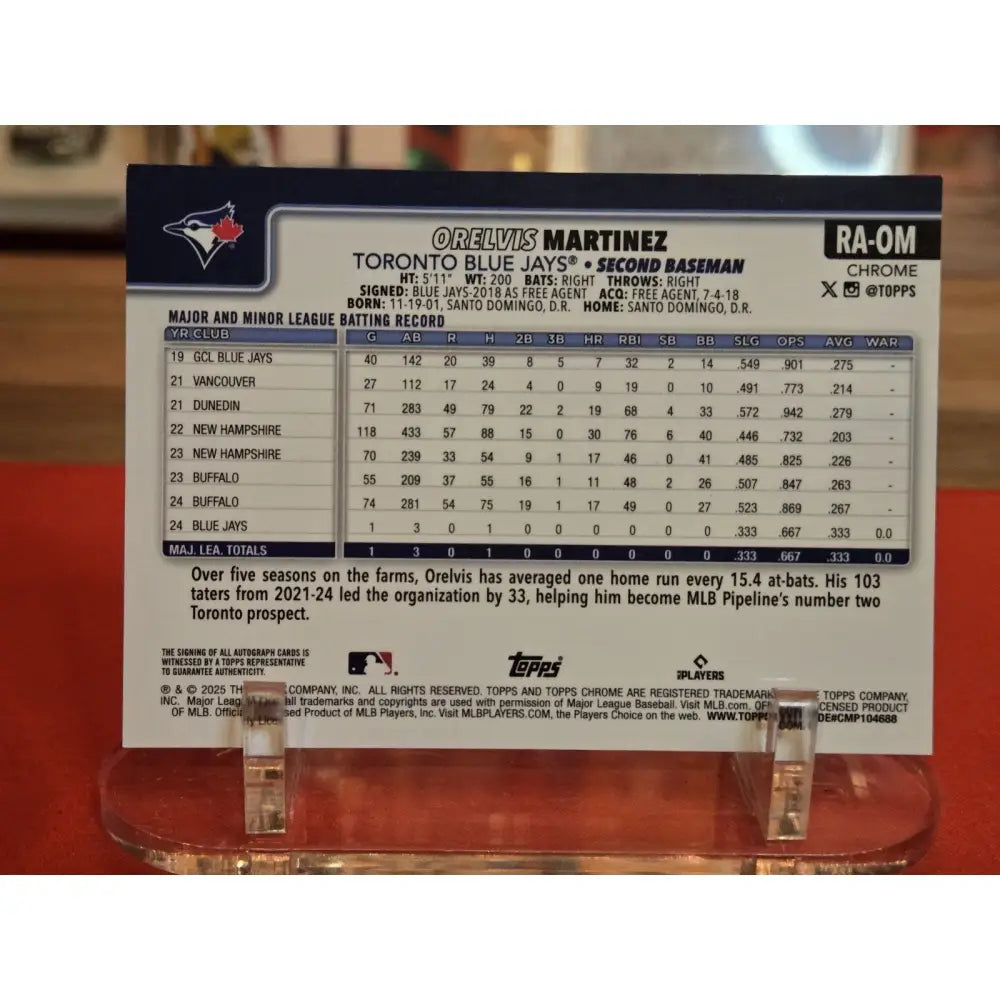 ORELVIS MARTINEZ
RA-OM
TORONTO BLUE JAYS® • SECOND BASEMAN
CHROME
HT: 5'11" WT: 200 BATS: RIGHT THROWS: RIGHT
@TOPPS
SIGNED: BLUE JAYS-2018 AS FREE AGENT ACQ: FREE AGENT, 7-4-18
BORN: 11-19-01, SANTO DOMINGO, D.R. HOME: SANTO DOMINGO, D.R.
MAJOR AND MINOR LEAGUE BATTING RECORD
YR CLUB G AB R H 2B 3B HR RBI SB BB SLG OPS AVG WAR
19 GCL BLUE JAYS 40 142 20 39 8 5 7 32 2 14 .549 .901 .275 -
21 VANCOUVER 27 112 17 24 4 0 9 19 0 10 .491 .773 .214 -
21 DUNEDIN 71 283 49 79 22 2 19 68 4 33 .572 .942 .279 -
22 NEW HAMPSHIRE 118 433 57 88 15 0 30 76 6 40 .446 .732 .203 -
23 NEW HAMPSHIRE 70 239 33 54 9 1 17 46 0 41 .485 .825 .226 -
23 BUFFALO 55 209 37 55 16 1 11 48 2 26 .507 .847 .263 -
24 BUFFALO 74 281 54 75 19 1 17 49 0 27 .523 .869 .267 -
24 BLUE JAYS 1 3 0 1 0 0 0 0 0 0 .333 .667 .333 0.0
MAJ. LEA. TOTALS 1 3 0 1 0 0 0 0 0 0 .333 .667 .333 0.0
Over five seasons on the farms, Orelvis has averaged one home run every 15.4 at-bats. His 103
taters from 2021-24 led the organization by 33, helping him become MLB Pipeline's number two
Toronto prospect.
THE SIGNING OF ALL AUTOGRAPH CARDS IS
WITNESSED BY A TOPPS REPRESENTATIVE
TO GUARANTEE AUTHENTICITY.
Topps
PLAYERS
® & © 2025 COMPANY, INC. ALL RIGHTS RESERVED. TOPPS AND TOPPS CHROME ARE REGISTERED TOPPS COMPANY,
INC. Major all trademarks and copyrights are used with permission of Major League Baseball. Visit MLB.com. PRODUCT
OF MLB. Product of MLB Players, Inc. Visit MLBPLAYERS.COM, the Players Choice on the web. #CMP104688